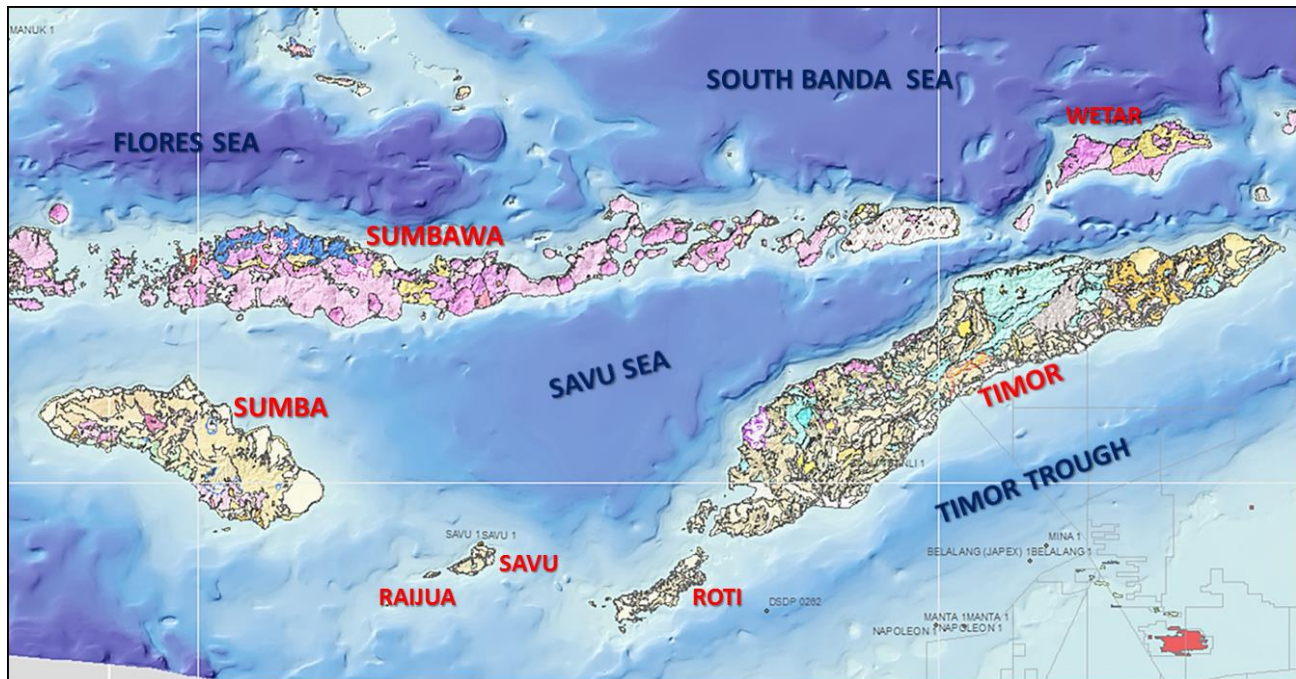 MANUK 1
SOUTH BANDA SEA
WETAR
FLORES SEA
SUMBAWA
SAVU SEA
TIMOR
SUMBA
TIMOR TROUGH
SAVU 1SAVU 1
SAVU
RAIJUA
ROTI
MINA 1
BELALANG (JAPEX) 1BELALANG 1
DSDP 0262
MANTA 1MANTA 1
NAPOLEON 1NAPOLEON 1